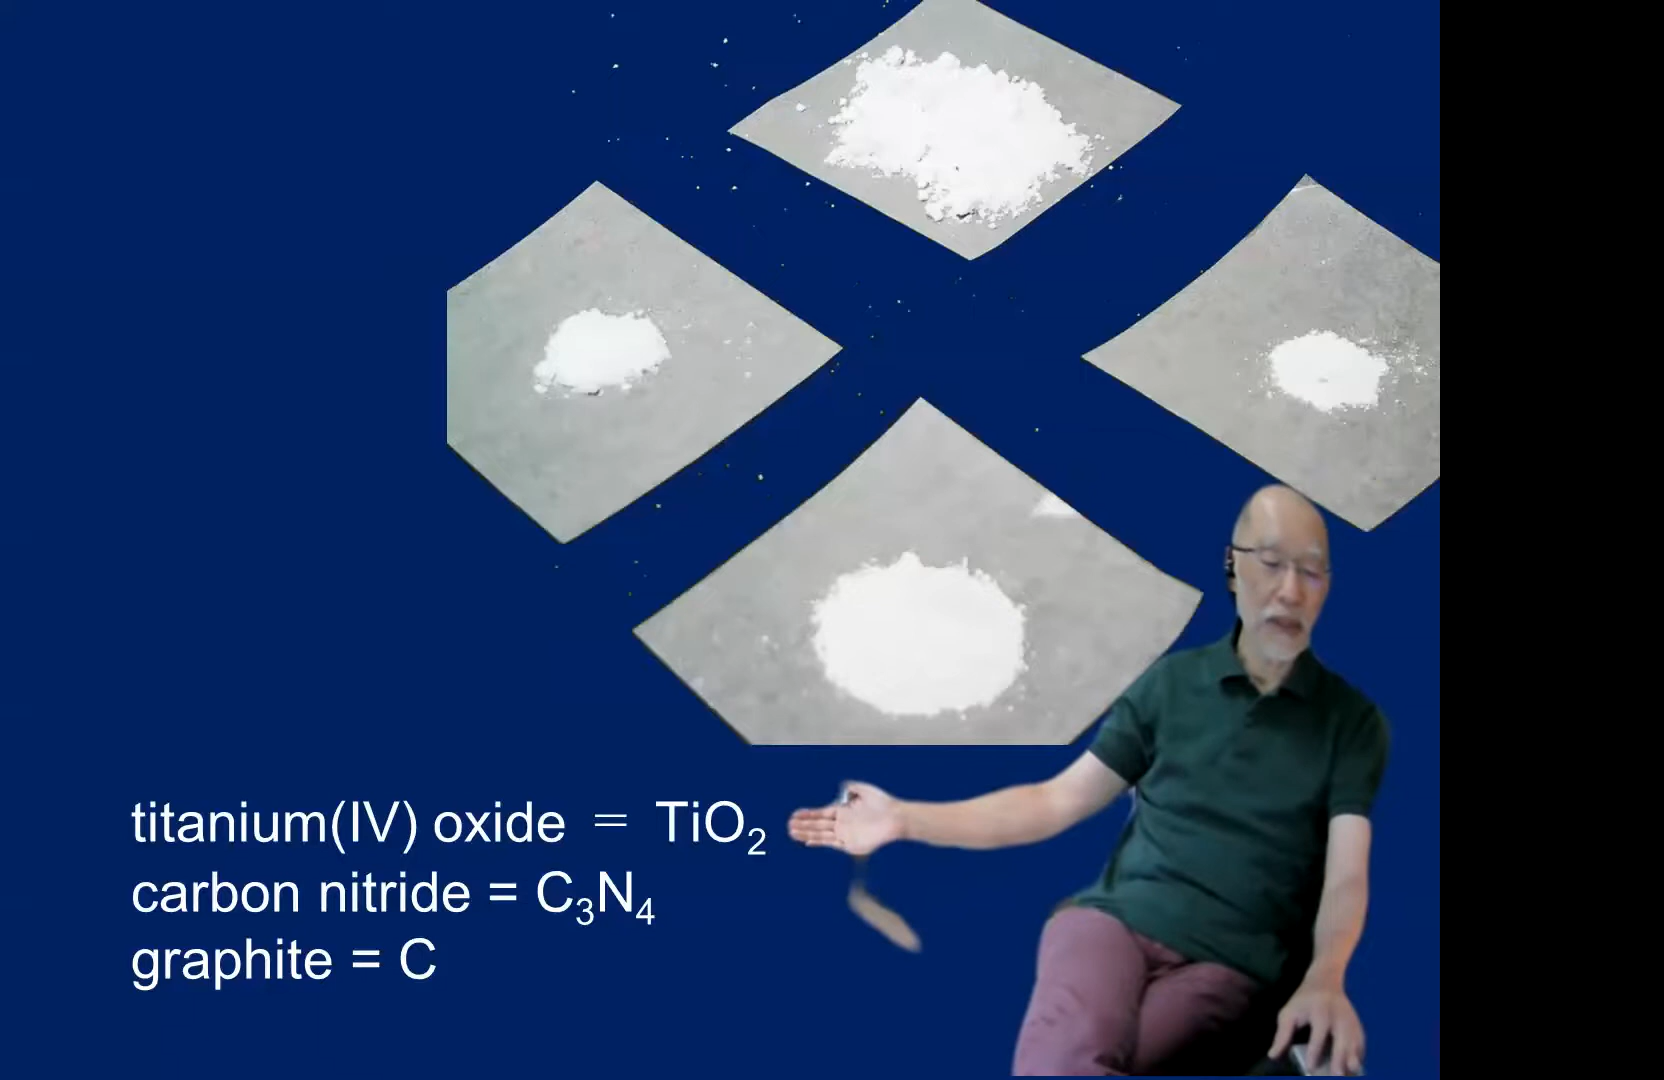 titanium(IV) oxide = TiO₂
carbon nitride = C₃N₄
graphite = C